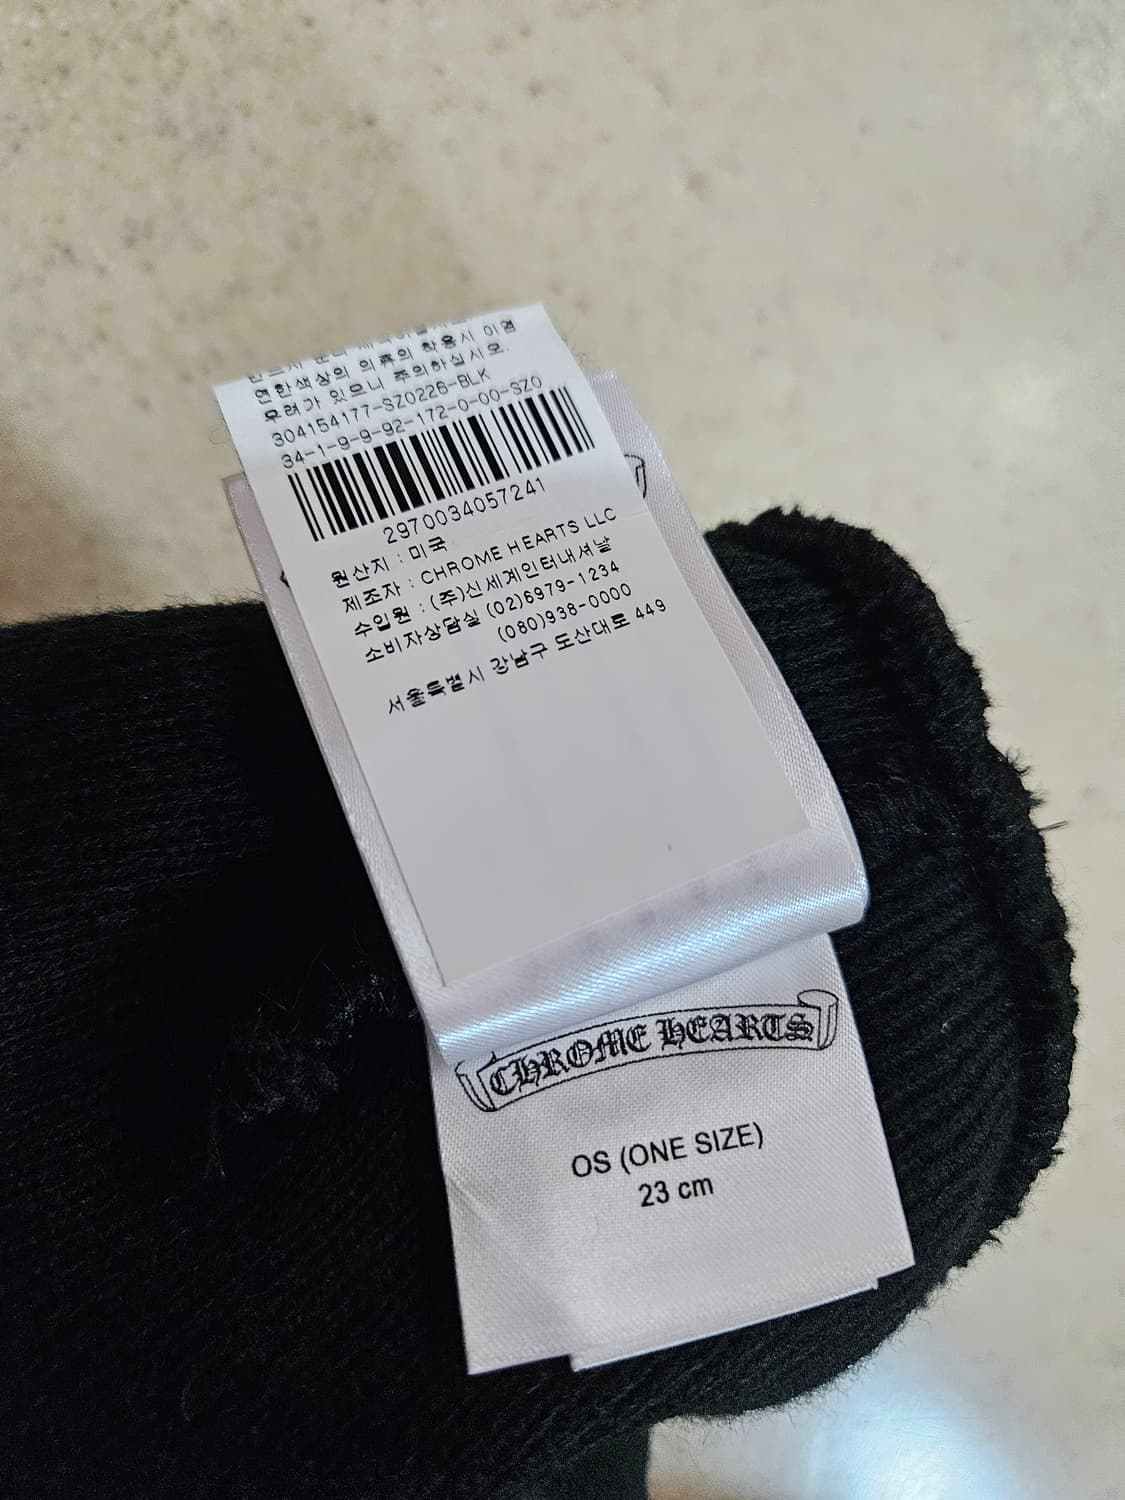 연한색상의 의류의 착용시 이염
우려가 있으니 주의하십시오.
304154177-SZ0226-BLK
34-1-9-9-92-172-0-00-SZ0
2970034057241
원산지 : 미국
제조자 : CHROME HEARTS LLC
수입원 : (주)신세계인터내셔날
소비자상담실 (02)6979-1234
(080)938-0000
서울특별시 강남구 도산대로 449
CHROME HEARTS
OS (ONE SIZE)
23 cm